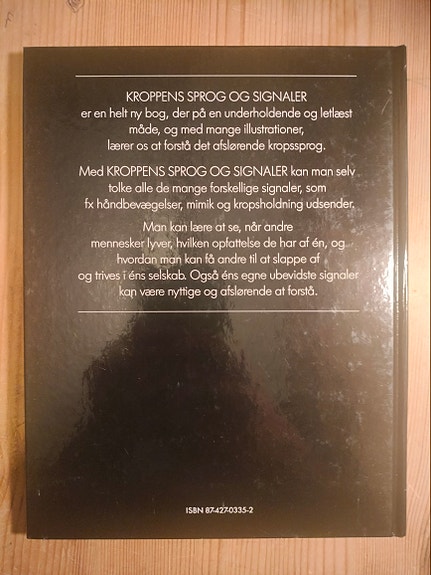 KROPPENS SPROG OG SIGNALER
er en helt ny bog, der på en underholdende og letlæst
måde, og med mange illustrationer,
lærer os at forstå det afslørende kropssprog.
Med KROPPENS SPROG OG SIGNALER kan man selv
tolke alle de mange forskellige signaler, som
fx håndbevægelser, mimik og kropsholdning udsender.
Man kan lære at se, når andre
mennesker lyver, hvilken opfattelse de har af én, og
hvordan man kan få andre til at slappe af
og trives i éns selskab. Også éns egne ubevidste signaler
kan være nyttige og afslørende at forstå.
ISBN 87-427-0335-2